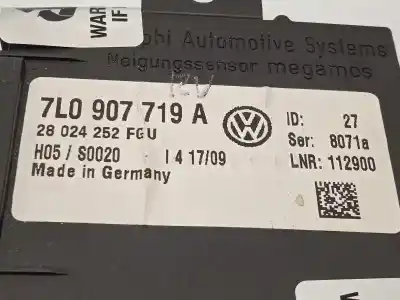 WAR
IF
phi Automotive Systems
Neigungssensor megamos
7L0 907 719 A
28 024 252 FGU
H05 / S0020 I 4 17/09
Made in Germany
ID: 27
Ser: 8071a
LNR: 112900
WAR